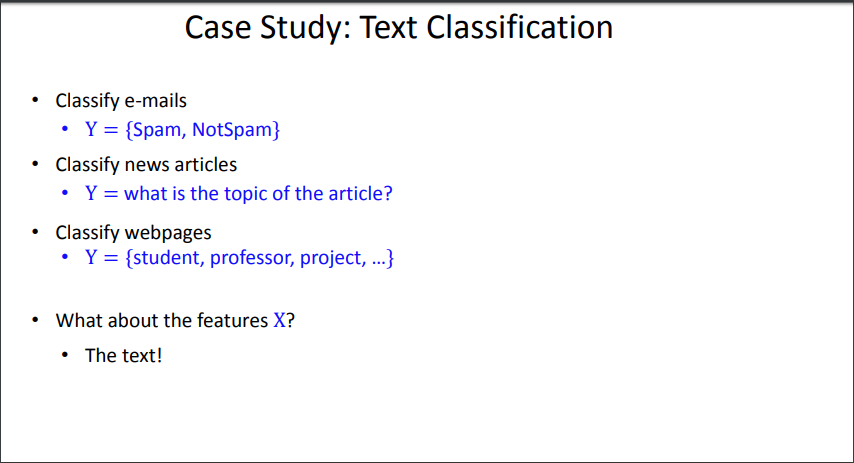 Case Study: Text Classification
• Classify e-mails
• Y = {Spam, NotSpam}
• Classify news articles
• Y = what is the topic of the article?
• Classify webpages
• Y = {student, professor, project, ...}
• What about the features X?
• The text!